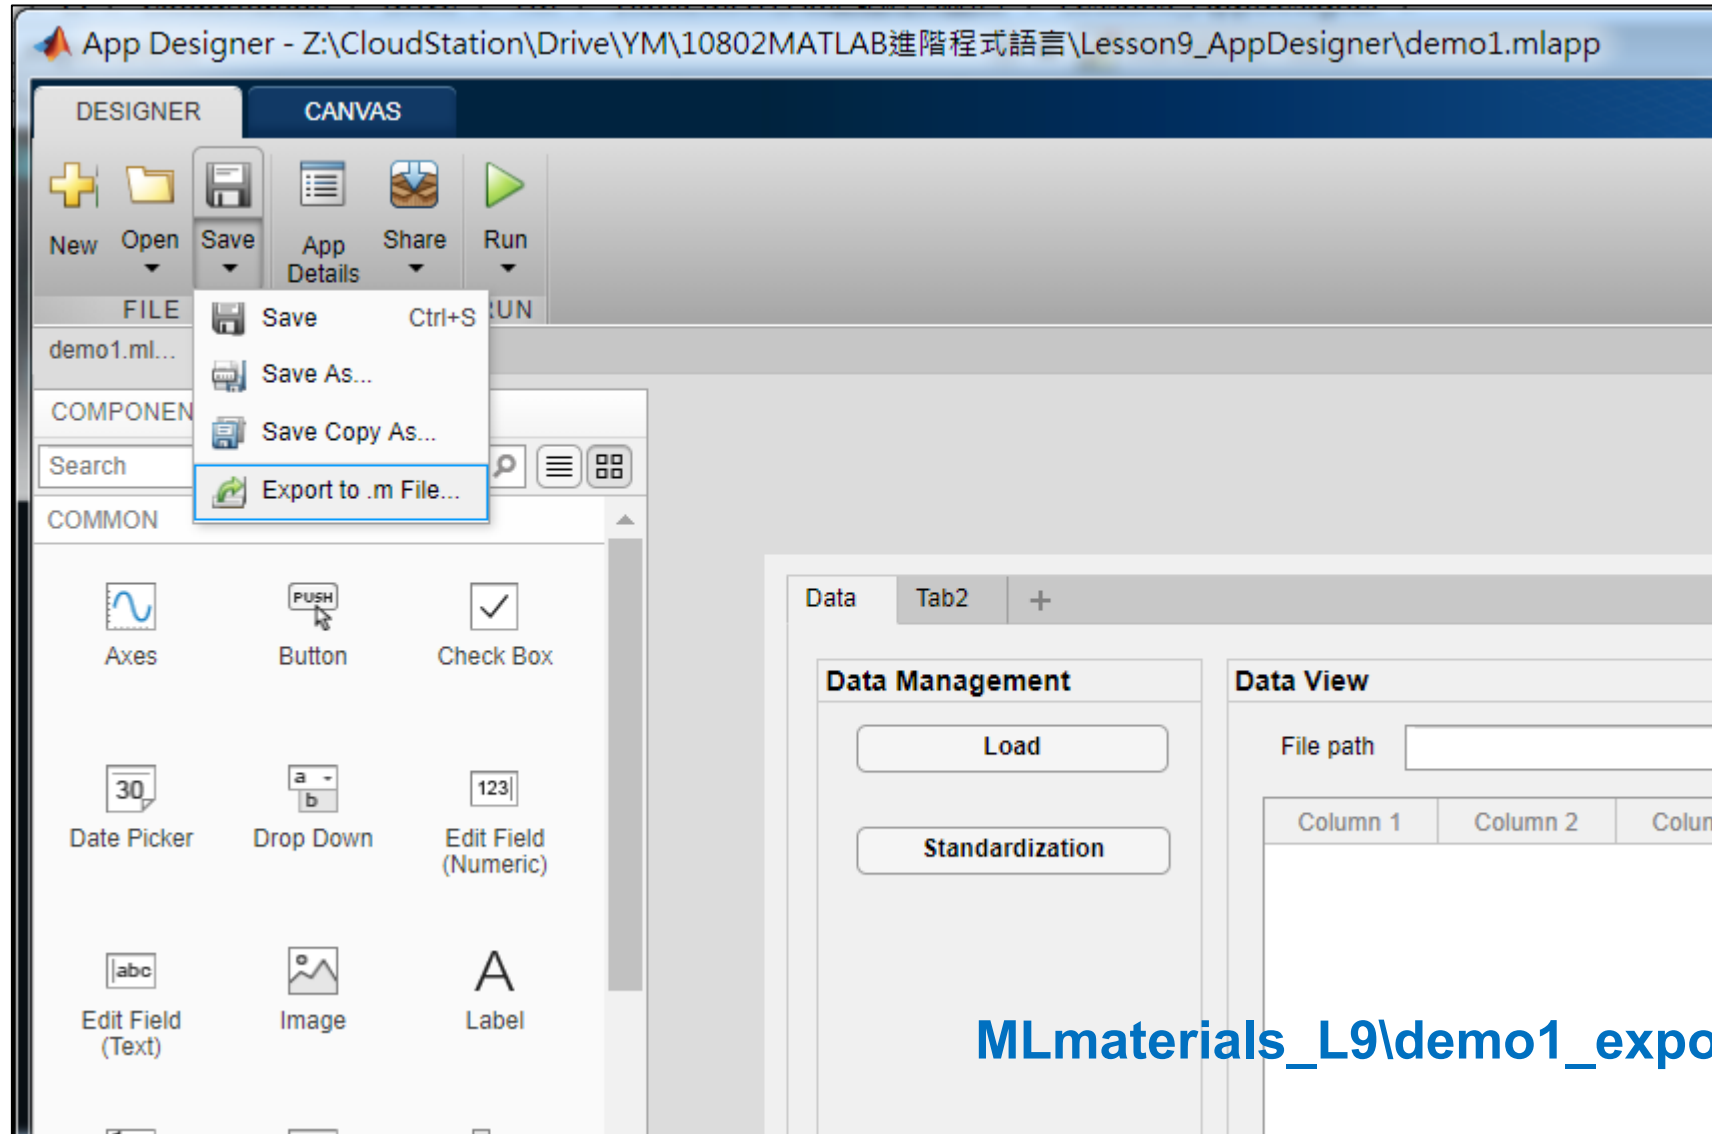 App Designer - Z:\CloudStation\Drive\YM\10802MATLAB進階程式語言\Lesson9_AppDesigner\demo1.mlapp
DESIGNER CANVAS
New Open Save App Details Share Run
FILE
Save Ctrl+S
Save As...
Save Copy As...
Export to .m File...
demo1.ml...
Search
COMMON
PUSH
Axes Button Check Box
30 a b 123
Date Picker Drop Down Edit Field (Numeric)
abc A
Edit Field (Text) Image Label
Data Tab2 +
Data Management
Load
Standardization
Data View
File path
Column 1 Column 2